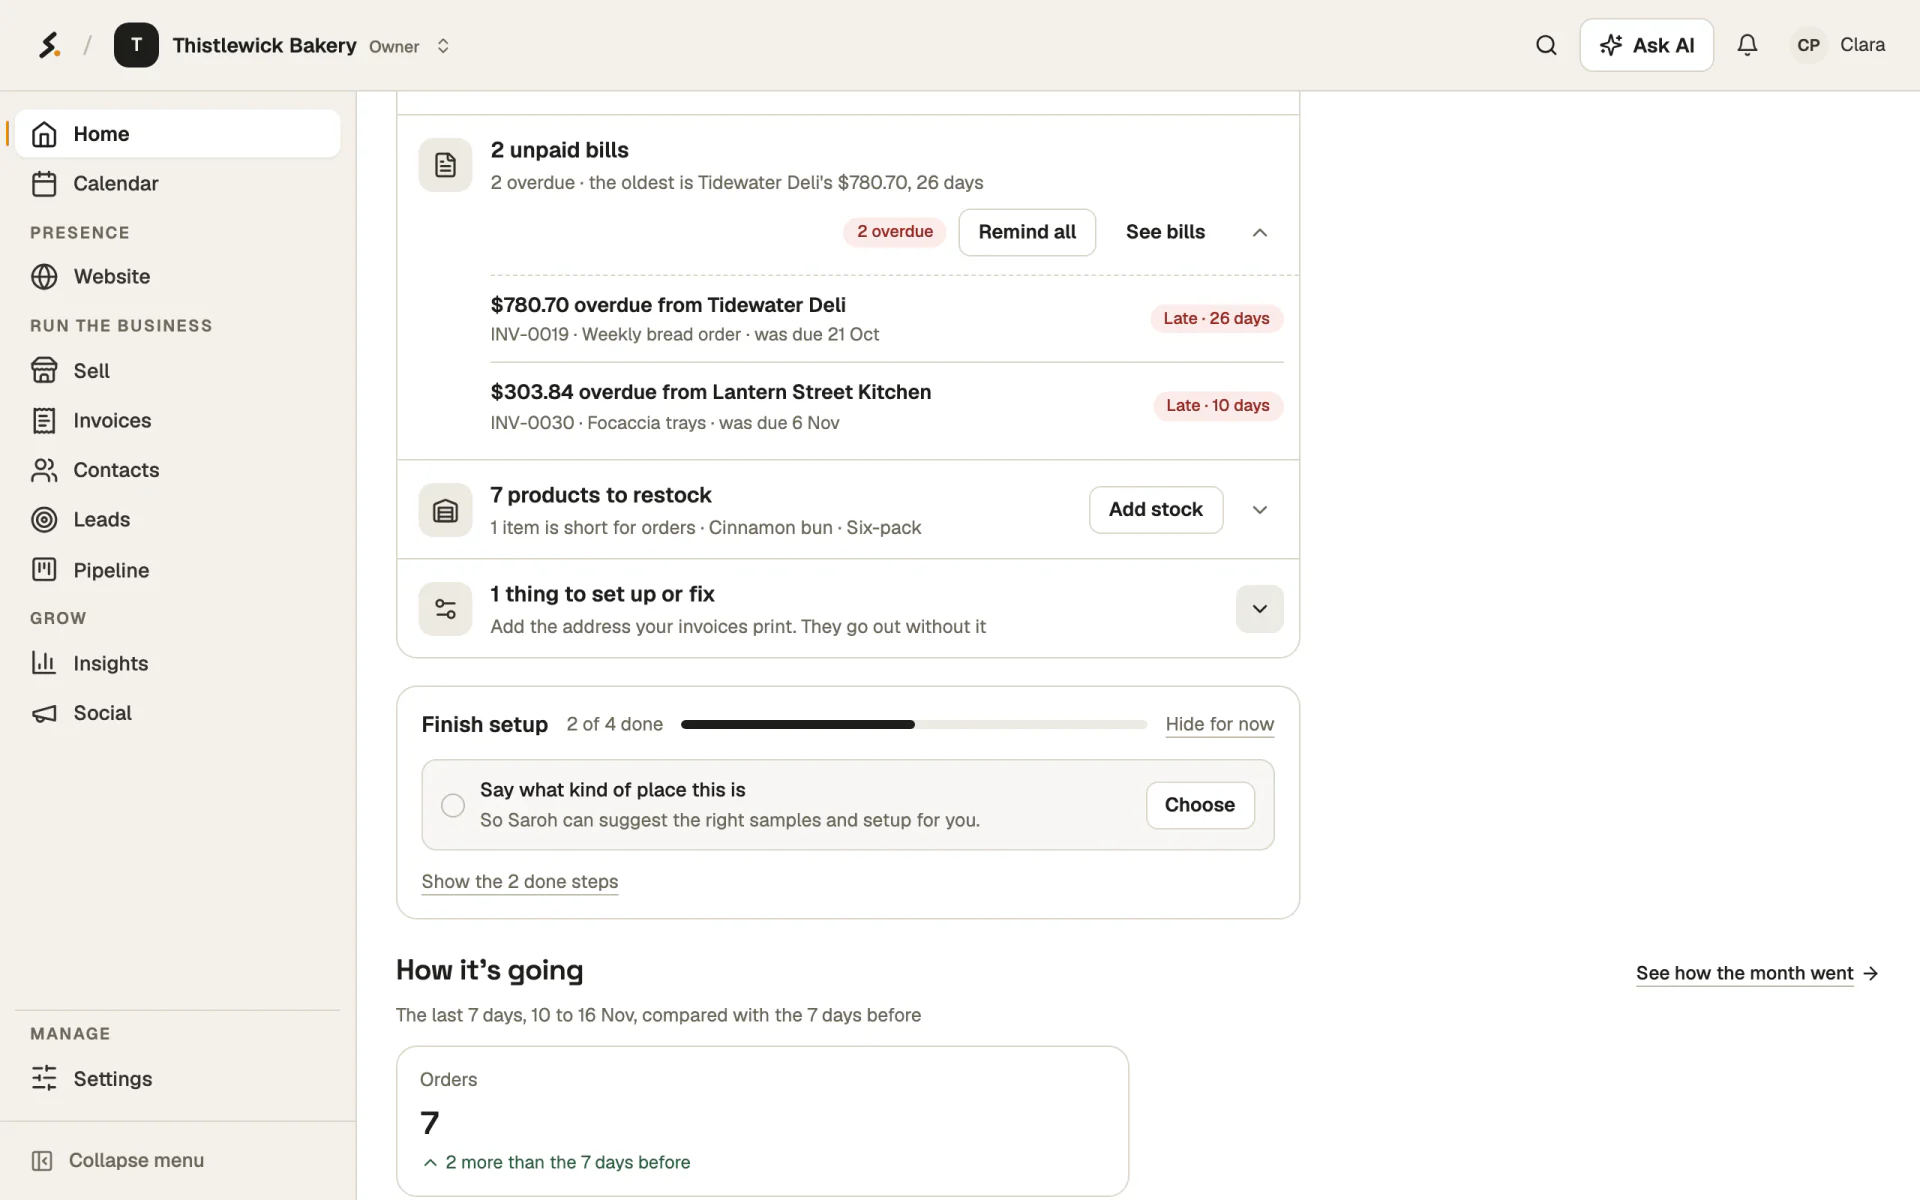 T
Thistlewick Bakery Owner
Ask AI
CP
Clara
Home
Calendar
PRESENCE
Website
RUN THE BUSINESS
Sell
Invoices
Contacts
Leads
Pipeline
GROW
Insights
Social
MANAGE
Settings
Collapse menu
2 unpaid bills
2 overdue · the oldest is Tidewater Deli's $780.70, 26 days
2 overdue
Remind all
See bills
$780.70 overdue from Tidewater Deli
INV-0019 · Weekly bread order · was due 21 Oct
Late · 26 days
$303.84 overdue from Lantern Street Kitchen
INV-0030 · Focaccia trays · was due 6 Nov
Late · 10 days
7 products to restock
1 item is short for orders · Cinnamon bun · Six-pack
Add stock
1 thing to set up or fix
Add the address your invoices print. They go out without it
Finish setup 2 of 4 done
Hide for now
Say what kind of place this is
So Saroh can suggest the right samples and setup for you.
Choose
Show the 2 done steps
How it's going
See how the month went →
The last 7 days, 10 to 16 Nov, compared with the 7 days before
Orders
7
2 more than the 7 days before